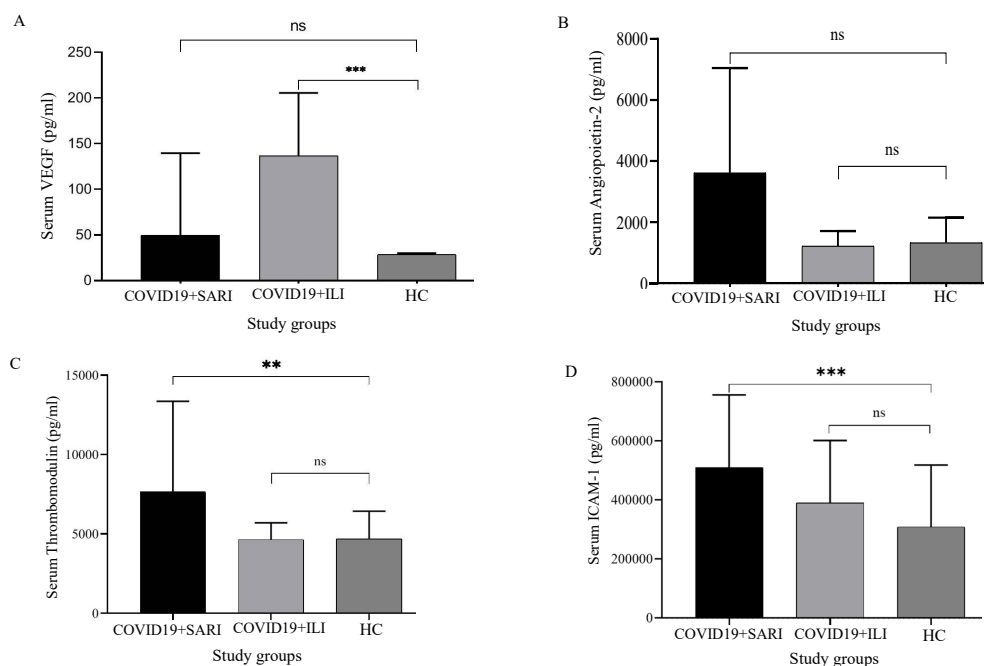 A
ns
***
250
200
150
100
50
0
Serum VEGF (pg/ml)
COVID19+SARI COVID19+ILI HC
Study groups
B
ns
ns
8000
6000
4000
2000
0
Serum Angiopoietin-2 (pg/ml)
COVID19+SARI COVID19+ILI HC
Study groups
C
**
ns
15000
10000
5000
0
Serum Thrombomodulin (pg/ml)
COVID19+SARI COVID19+ILI HC
Study groups
D
***
ns
800000
600000
400000
200000
0
Serum ICAM-1 (pg/ml)
COVID19+SARI COVID19+ILI HC
Study groups